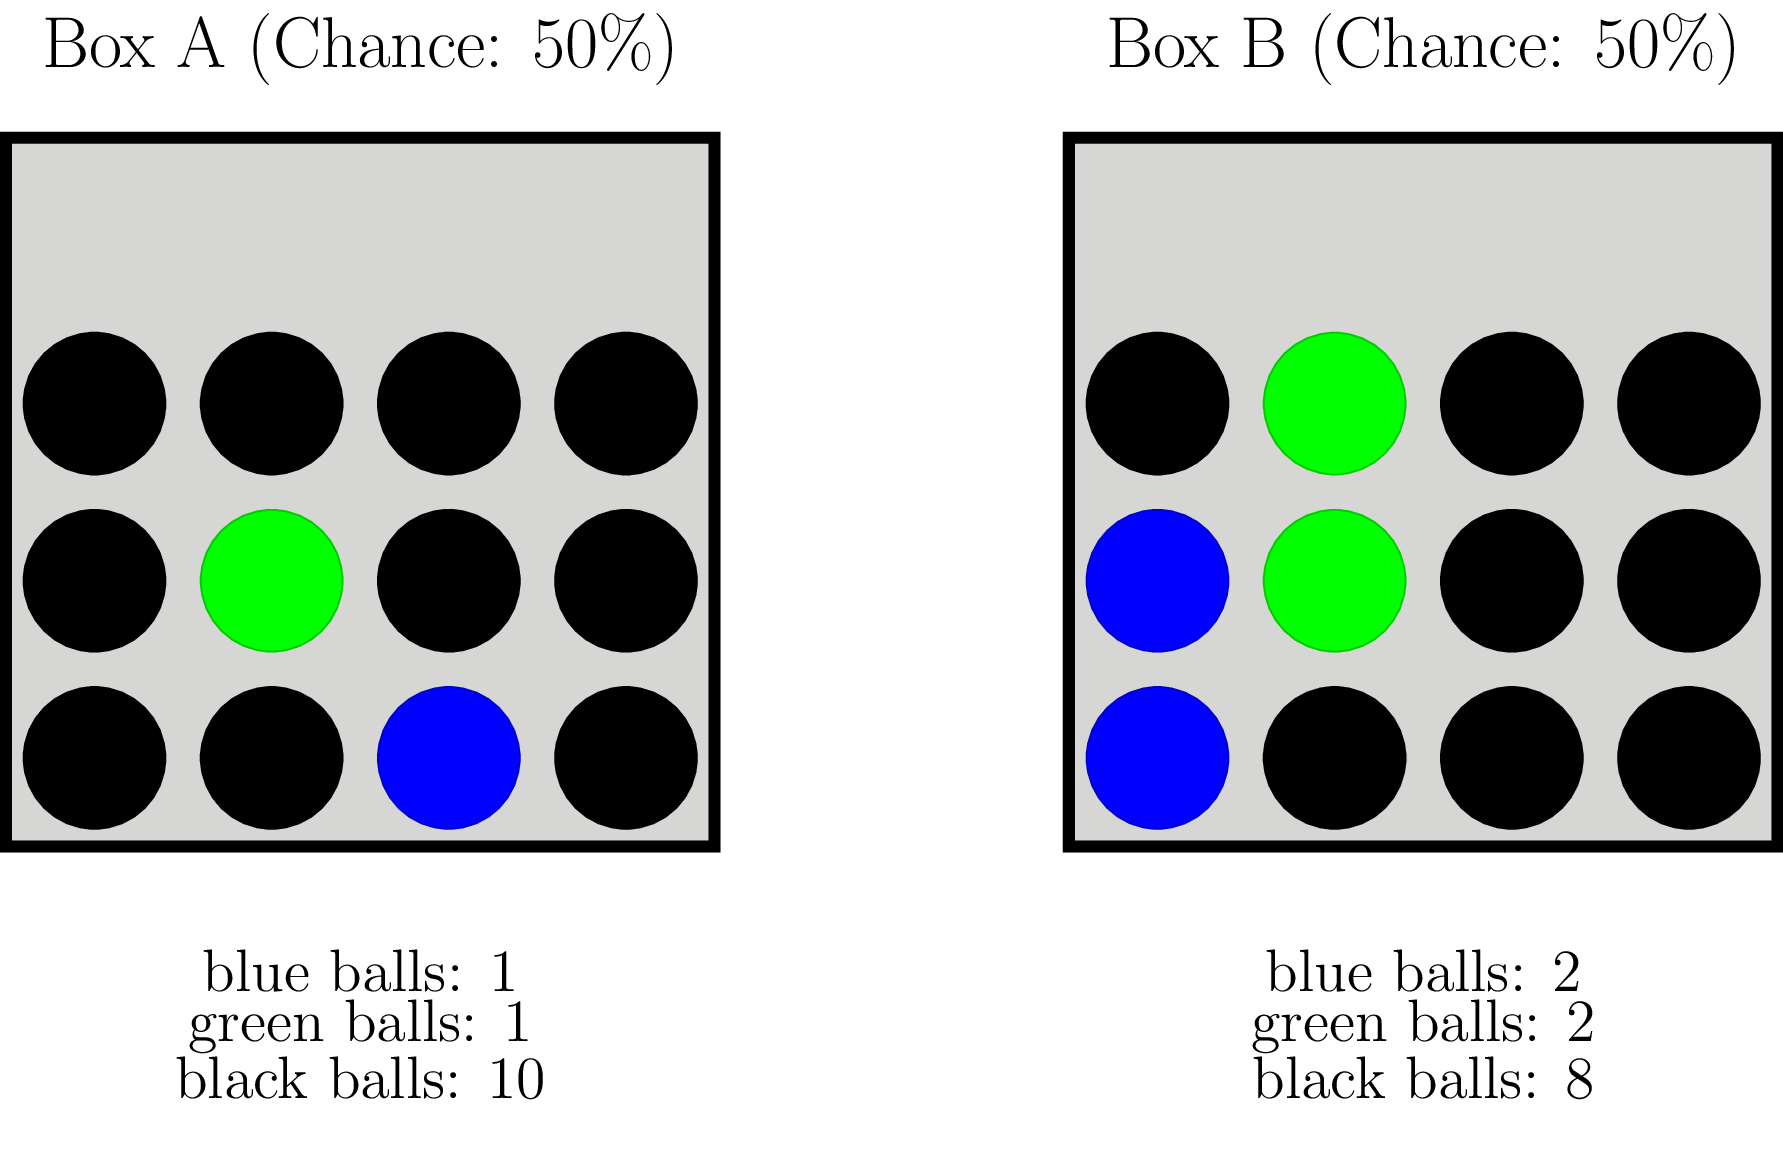 Box A (Chance: 50%)
Box B (Chance: 50%)
blue balls: 1
green balls: 1
black balls: 10
blue balls: 2
green balls: 2
black balls: 8